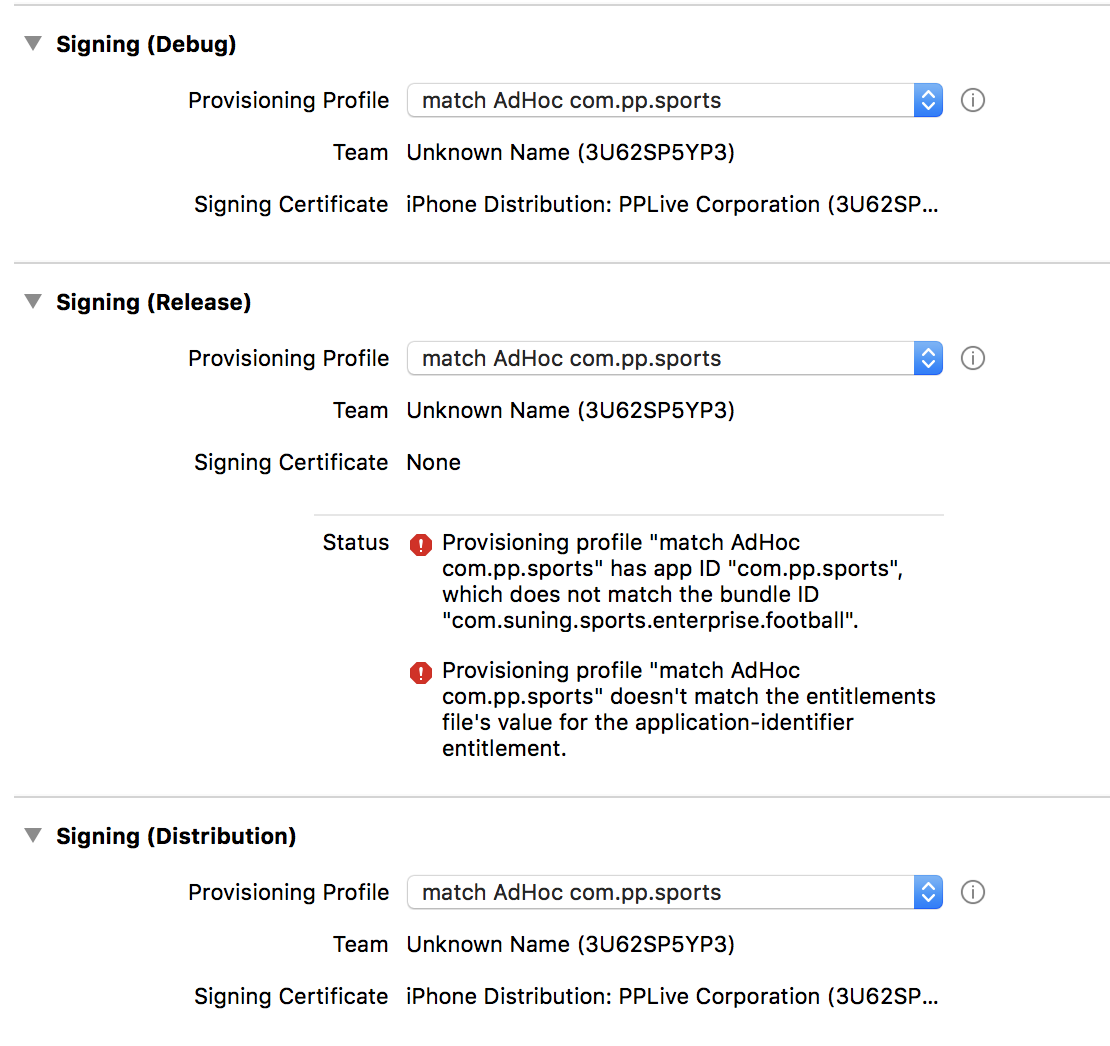 Signing (Debug)
Provisioning Profile match AdHoc com.pp.sports
Team Unknown Name (3U62SP5YP3)
Signing Certificate iPhone Distribution: PPLive Corporation (3U62SP...
Signing (Release)
Provisioning Profile match AdHoc com.pp.sports
Team Unknown Name (3U62SP5YP3)
Signing Certificate None
Status Provisioning profile "match AdHoc
com.pp.sports" has app ID "com.pp.sports",
which does not match the bundle ID
"com.suning.sports.enterprise.football".
Provisioning profile "match AdHoc
com.pp.sports" doesn't match the entitlements
file's value for the application-identifier
entitlement.
Signing (Distribution)
Provisioning Profile match AdHoc com.pp.sports
Team Unknown Name (3U62SP5YP3)
Signing Certificate iPhone Distribution: PPLive Corporation (3U62SP...